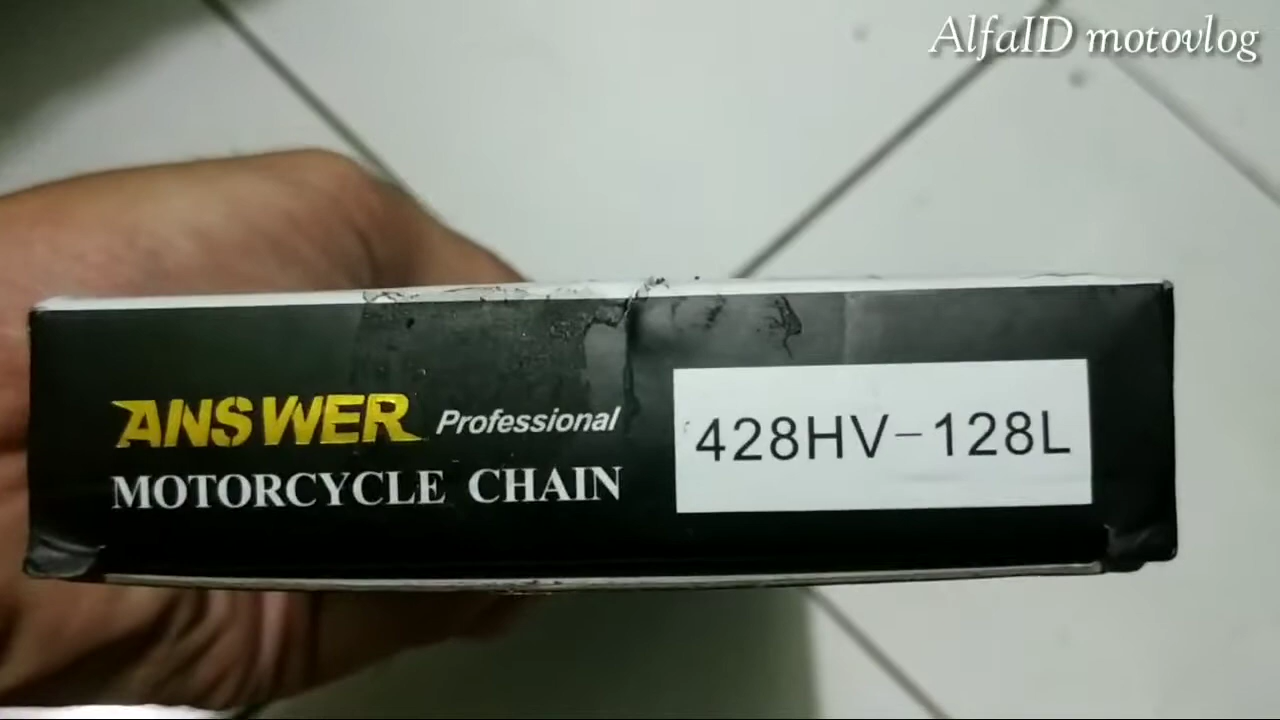 AlfaID motovlog
ANSWER Professional
MOTORCYCLE CHAIN
428HV-128L